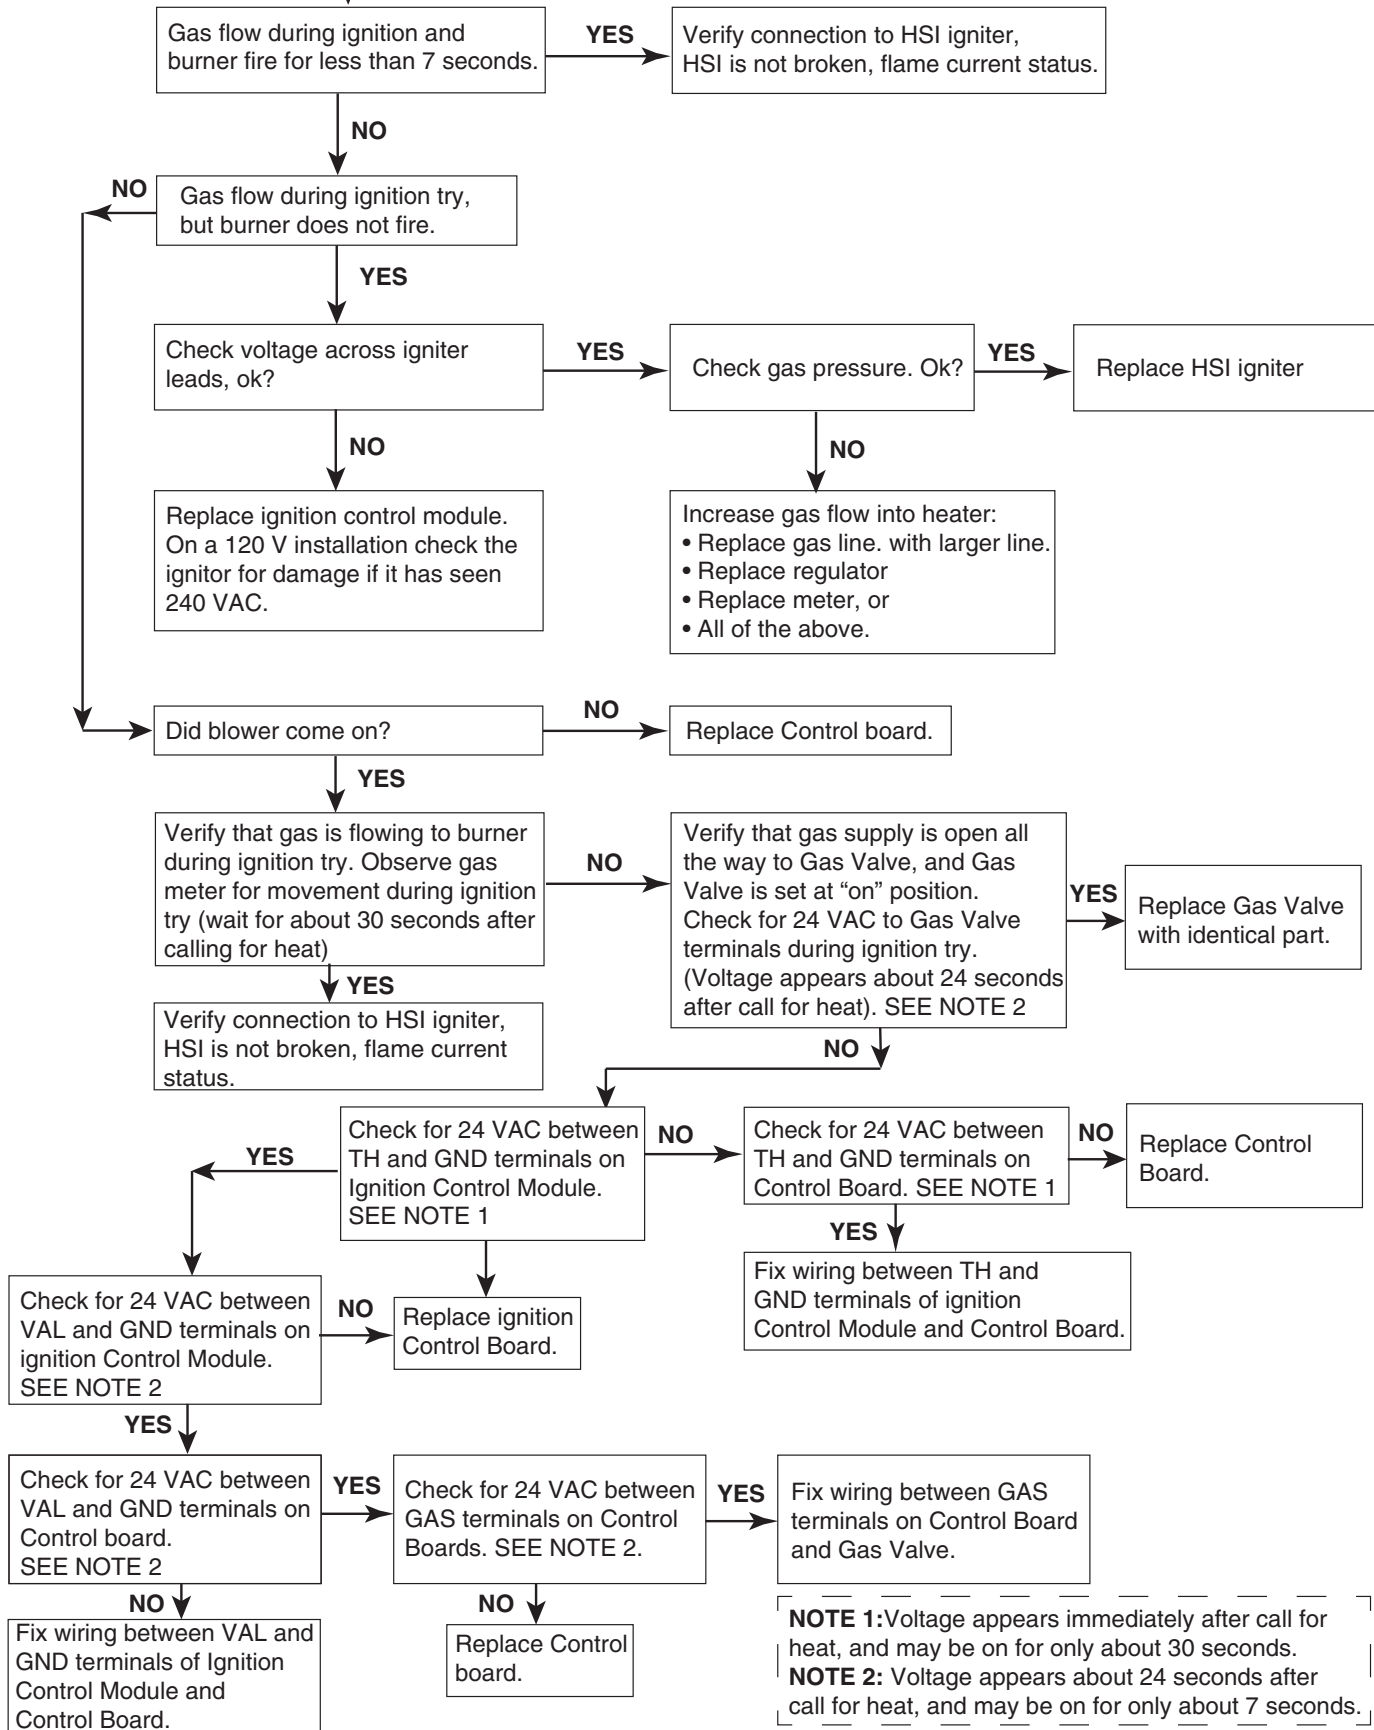 Gas flow during ignition and
burner fire for less than 7 seconds.
YES
Verify connection to HSI igniter,
HSI is not broken, flame current status.
NO
NO
Gas flow during ignition try,
but burner does not fire.
YES
Check voltage across igniter
leads, ok?
YES
Check gas pressure. Ok?
YES
Replace HSI igniter
NO
NO
Replace ignition control module.
On a 120 V installation check the
ignitor for damage if it has seen
240 VAC.
Increase gas flow into heater:
• Replace gas line. with larger line.
• Replace regulator
• Replace meter, or
• All of the above.
Did blower come on?
NO
Replace Control board.
YES
Verify that gas is flowing to burner
during ignition try. Observe gas
meter for movement during ignition
try (wait for about 30 seconds after
calling for heat)
NO
Verify that gas supply is open all
the way to Gas Valve, and Gas
Valve is set at “on” position.
Check for 24 VAC to Gas Valve
terminals during ignition try.
(Voltage appears about 24 seconds
after call for heat). SEE NOTE 2
YES
Replace Gas Valve
with identical part.
YES
Verify connection to HSI igniter,
HSI is not broken, flame current
status.
NO
YES
Check for 24 VAC between
TH and GND terminals on
Ignition Control Module.
SEE NOTE 1
NO
Check for 24 VAC between
TH and GND terminals on
Control Board. SEE NOTE 1
NO
Replace Control
Board.
YES
Fix wiring between TH and
GND terminals of ignition
Control Module and Control Board.
Check for 24 VAC between
VAL and GND terminals on
ignition Control Module.
SEE NOTE 2
NO
Replace ignition
Control Board.
YES
Check for 24 VAC between
VAL and GND terminals on
Control board.
SEE NOTE 2
YES
Check for 24 VAC between
GAS terminals on Control
Boards. SEE NOTE 2.
YES
Fix wiring between GAS
terminals on Control Board
and Gas Valve.
NO
Fix wiring between VAL and
GND terminals of Ignition
Control Module and
Control Board.
NO
Replace Control
board.
NOTE 1:Voltage appears immediately after call for
heat, and may be on for only about 30 seconds.
NOTE 2: Voltage appears about 24 seconds after
call for heat, and may be on for only about 7 seconds.